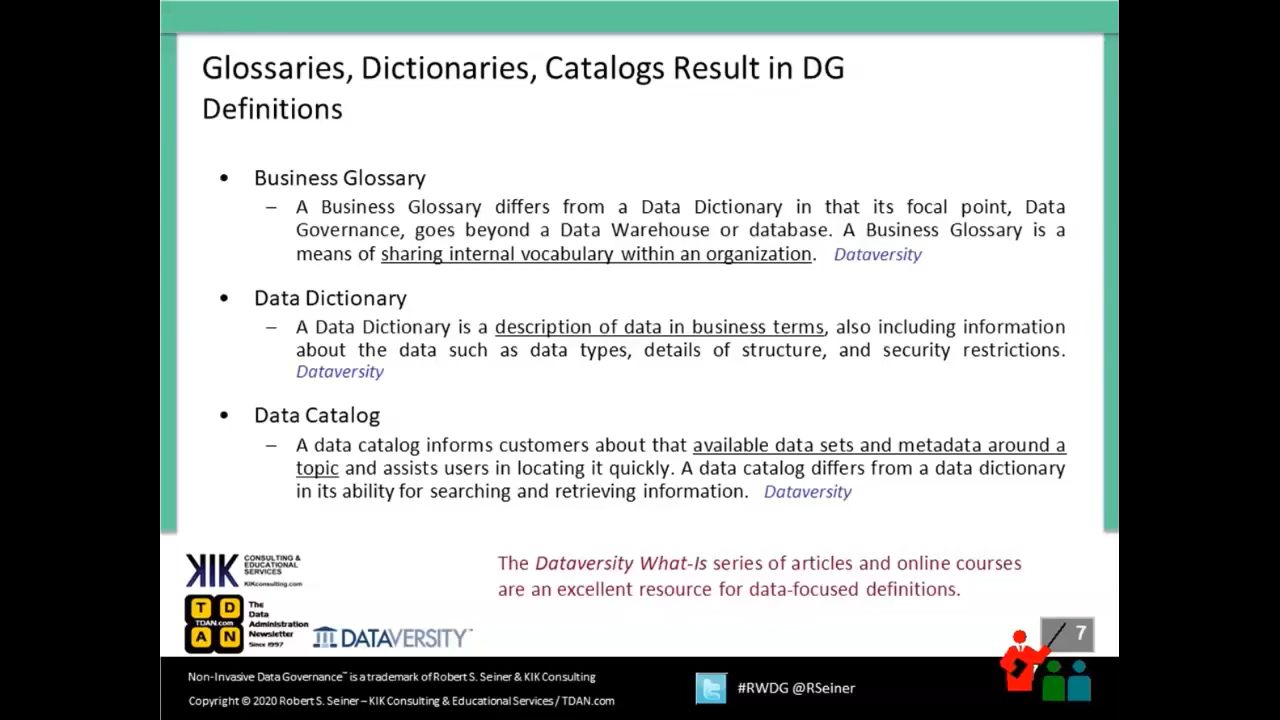 Glossaries, Dictionaries, Catalogs Result in DG
Definitions
• Business Glossary
– A Business Glossary differs from a Data Dictionary in that its focal point, Data
Governance, goes beyond a Data Warehouse or database. A Business Glossary is a
means of sharing internal vocabulary within an organization. Dataversity
• Data Dictionary
– A Data Dictionary is a description of data in business terms, also including information
about the data such as data types, details of structure, and security restrictions.
Dataversity
• Data Catalog
– A data catalog informs customers about that available data sets and metadata around a
topic and assists users in locating it quickly. A data catalog differs from a data dictionary
in its ability for searching and retrieving information. Dataversity
The Dataversity What-Is series of articles and online courses
are an excellent resource for data-focused definitions.
KIK CONSULTING &
EDUCATIONAL
SERVICES
KIKconsulting.com
T D
TDAN.com
A N
The
Data
Administration
Newsletter
Since 1997
DATAVERSITY™
7
Non-Invasive Data Governance™ is a trademark of Robert S. Seiner & KIK Consulting
Copyright © 2020 Robert S. Seiner – KIK Consulting & Educational Services / TDAN.com
#RWDG @RSeiner